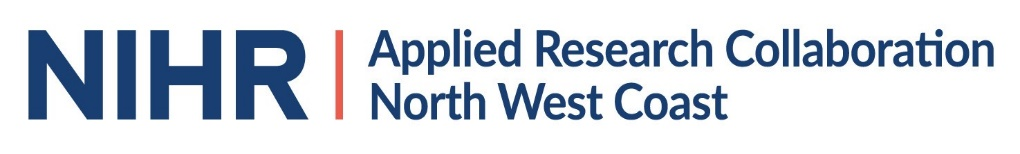 NIHR
Applied Research Collaboration
North West Coast